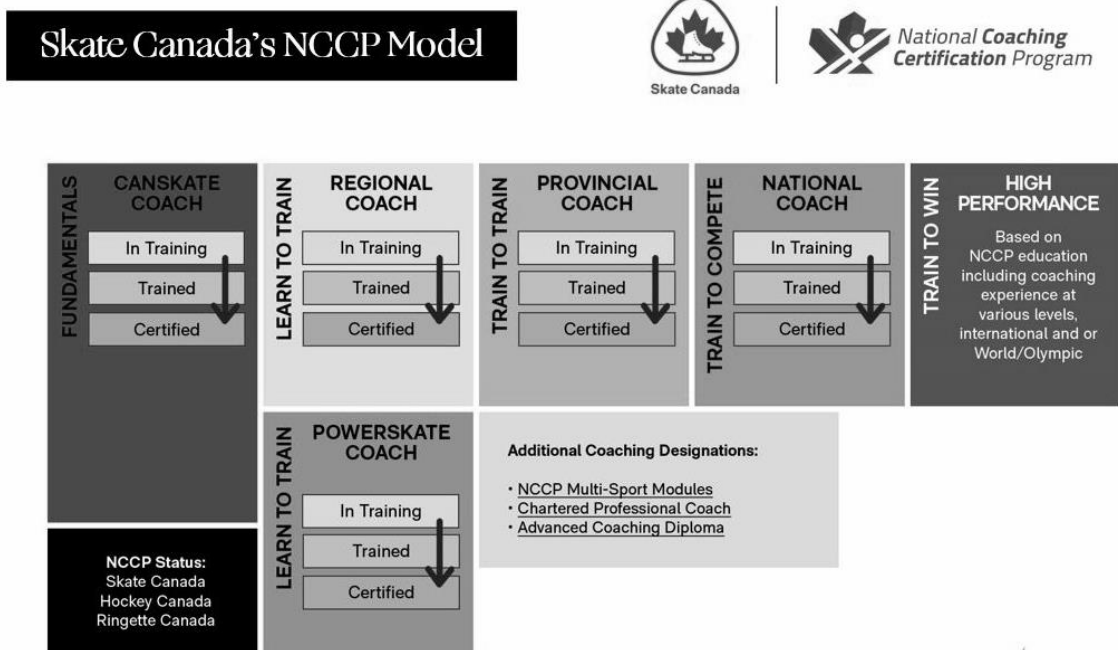 Skate Canada's NCCP Model
Skate Canada
National Coaching
Certification Program
FUNDAMENTALS
CANSKATE
COACH
In Training
Trained
Certified
LEARN TO TRAIN
REGIONAL
COACH
In Training
Trained
Certified
TRAIN TO TRAIN
PROVINCIAL
COACH
In Training
Trained
Certified
TRAIN TO COMPETE
NATIONAL
COACH
In Training
Trained
Certified
TRAIN TO WIN
HIGH
PERFORMANCE
Based on
NCCP education
including coaching
experience at
various levels,
international and or
World/Olympic
LEARN TO TRAIN
POWERSKATE
COACH
In Training
Trained
Certified
Additional Coaching Designations:
• NCCP Multi-Sport Modules
• Chartered Professional Coach
• Advanced Coaching Diploma
NCCP Status:
Skate Canada
Hockey Canada
Ringette Canada